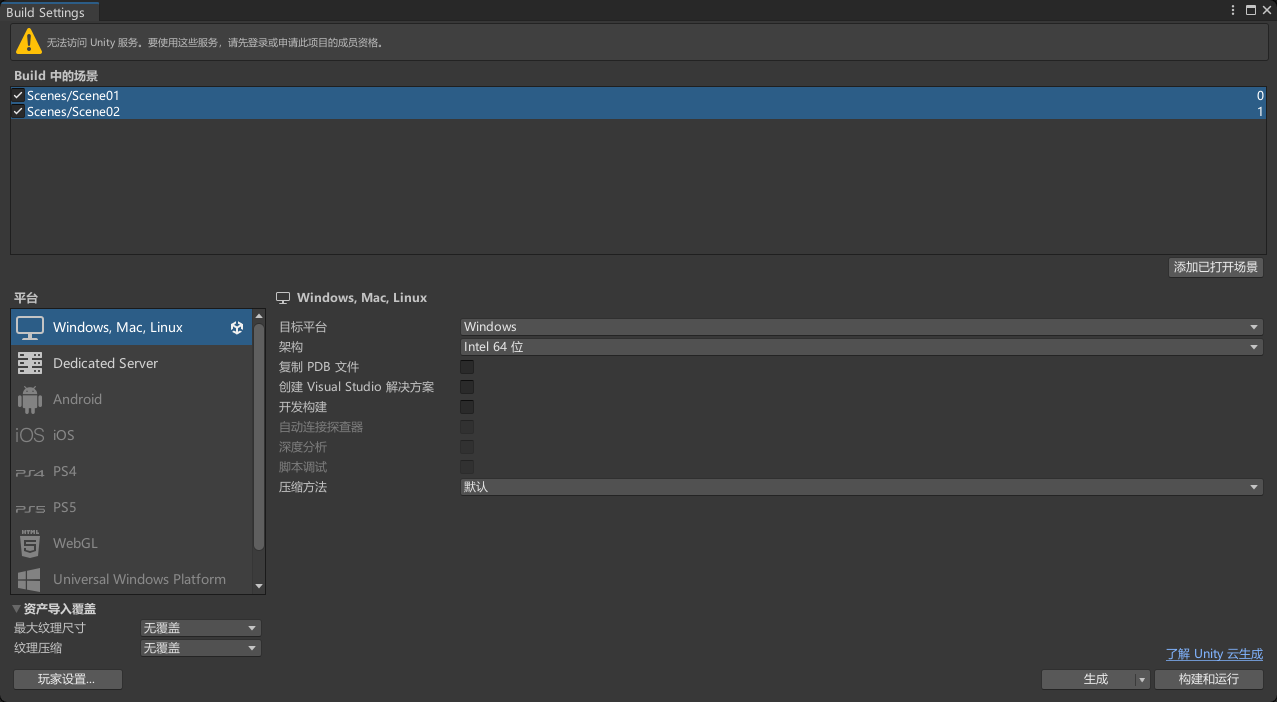 Build Settings
无法访问 Unity 服务。要使用这些服务，请先登录或申请此项目的成员资格。
Build 中的场景
Scenes/Scene01 0
Scenes/Scene02 1
添加已打开场景
平台
Windows, Mac, Linux
Dedicated Server
Android
iOS iOS
PS4 PS4
PS5 PS5
HTML 5 WebGL
Universal Windows Platform
Windows, Mac, Linux
目标平台 Windows
架构 Intel 64 位
复制 PDB 文件
创建 Visual Studio 解决方案
开发构建
自动连接探查器
深度分析
脚本调试
压缩方法 默认
资产导入覆盖
最大纹理尺寸 无覆盖
纹理压缩 无覆盖
了解 Unity 云生成
玩家设置...
生成
构建和运行